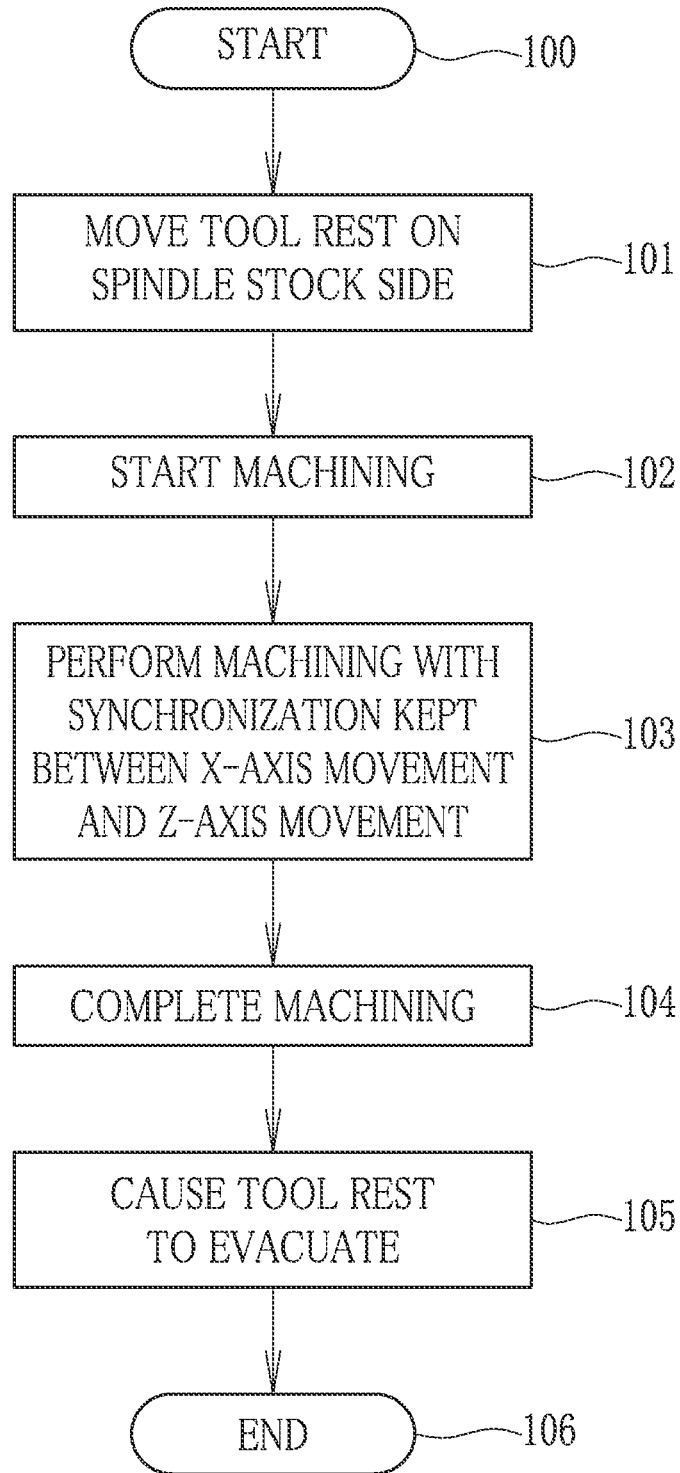 START
100
MOVE TOOL REST ON
SPINDLE STOCK SIDE
101
START MACHINING
102
PERFORM MACHINING WITH
SYNCHRONIZATION KEPT
BETWEEN X-AXIS MOVEMENT
AND Z-AXIS MOVEMENT
103
COMPLETE MACHINING
104
CAUSE TOOL REST
TO EVACUATE
105
END
106